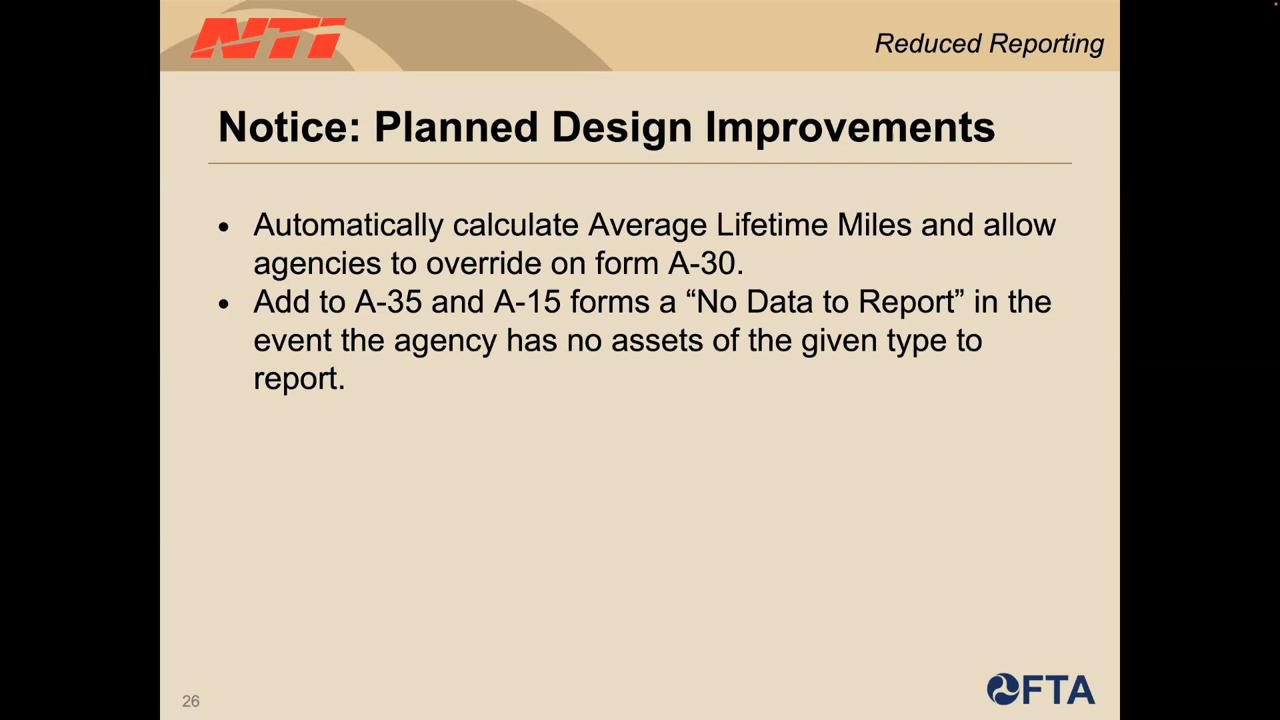 NTI
Reduced Reporting
Notice: Planned Design Improvements
• Automatically calculate Average Lifetime Miles and allow
agencies to override on form A-30.
• Add to A-35 and A-15 forms a “No Data to Report” in the
event the agency has no assets of the given type to
report.
26
FTA